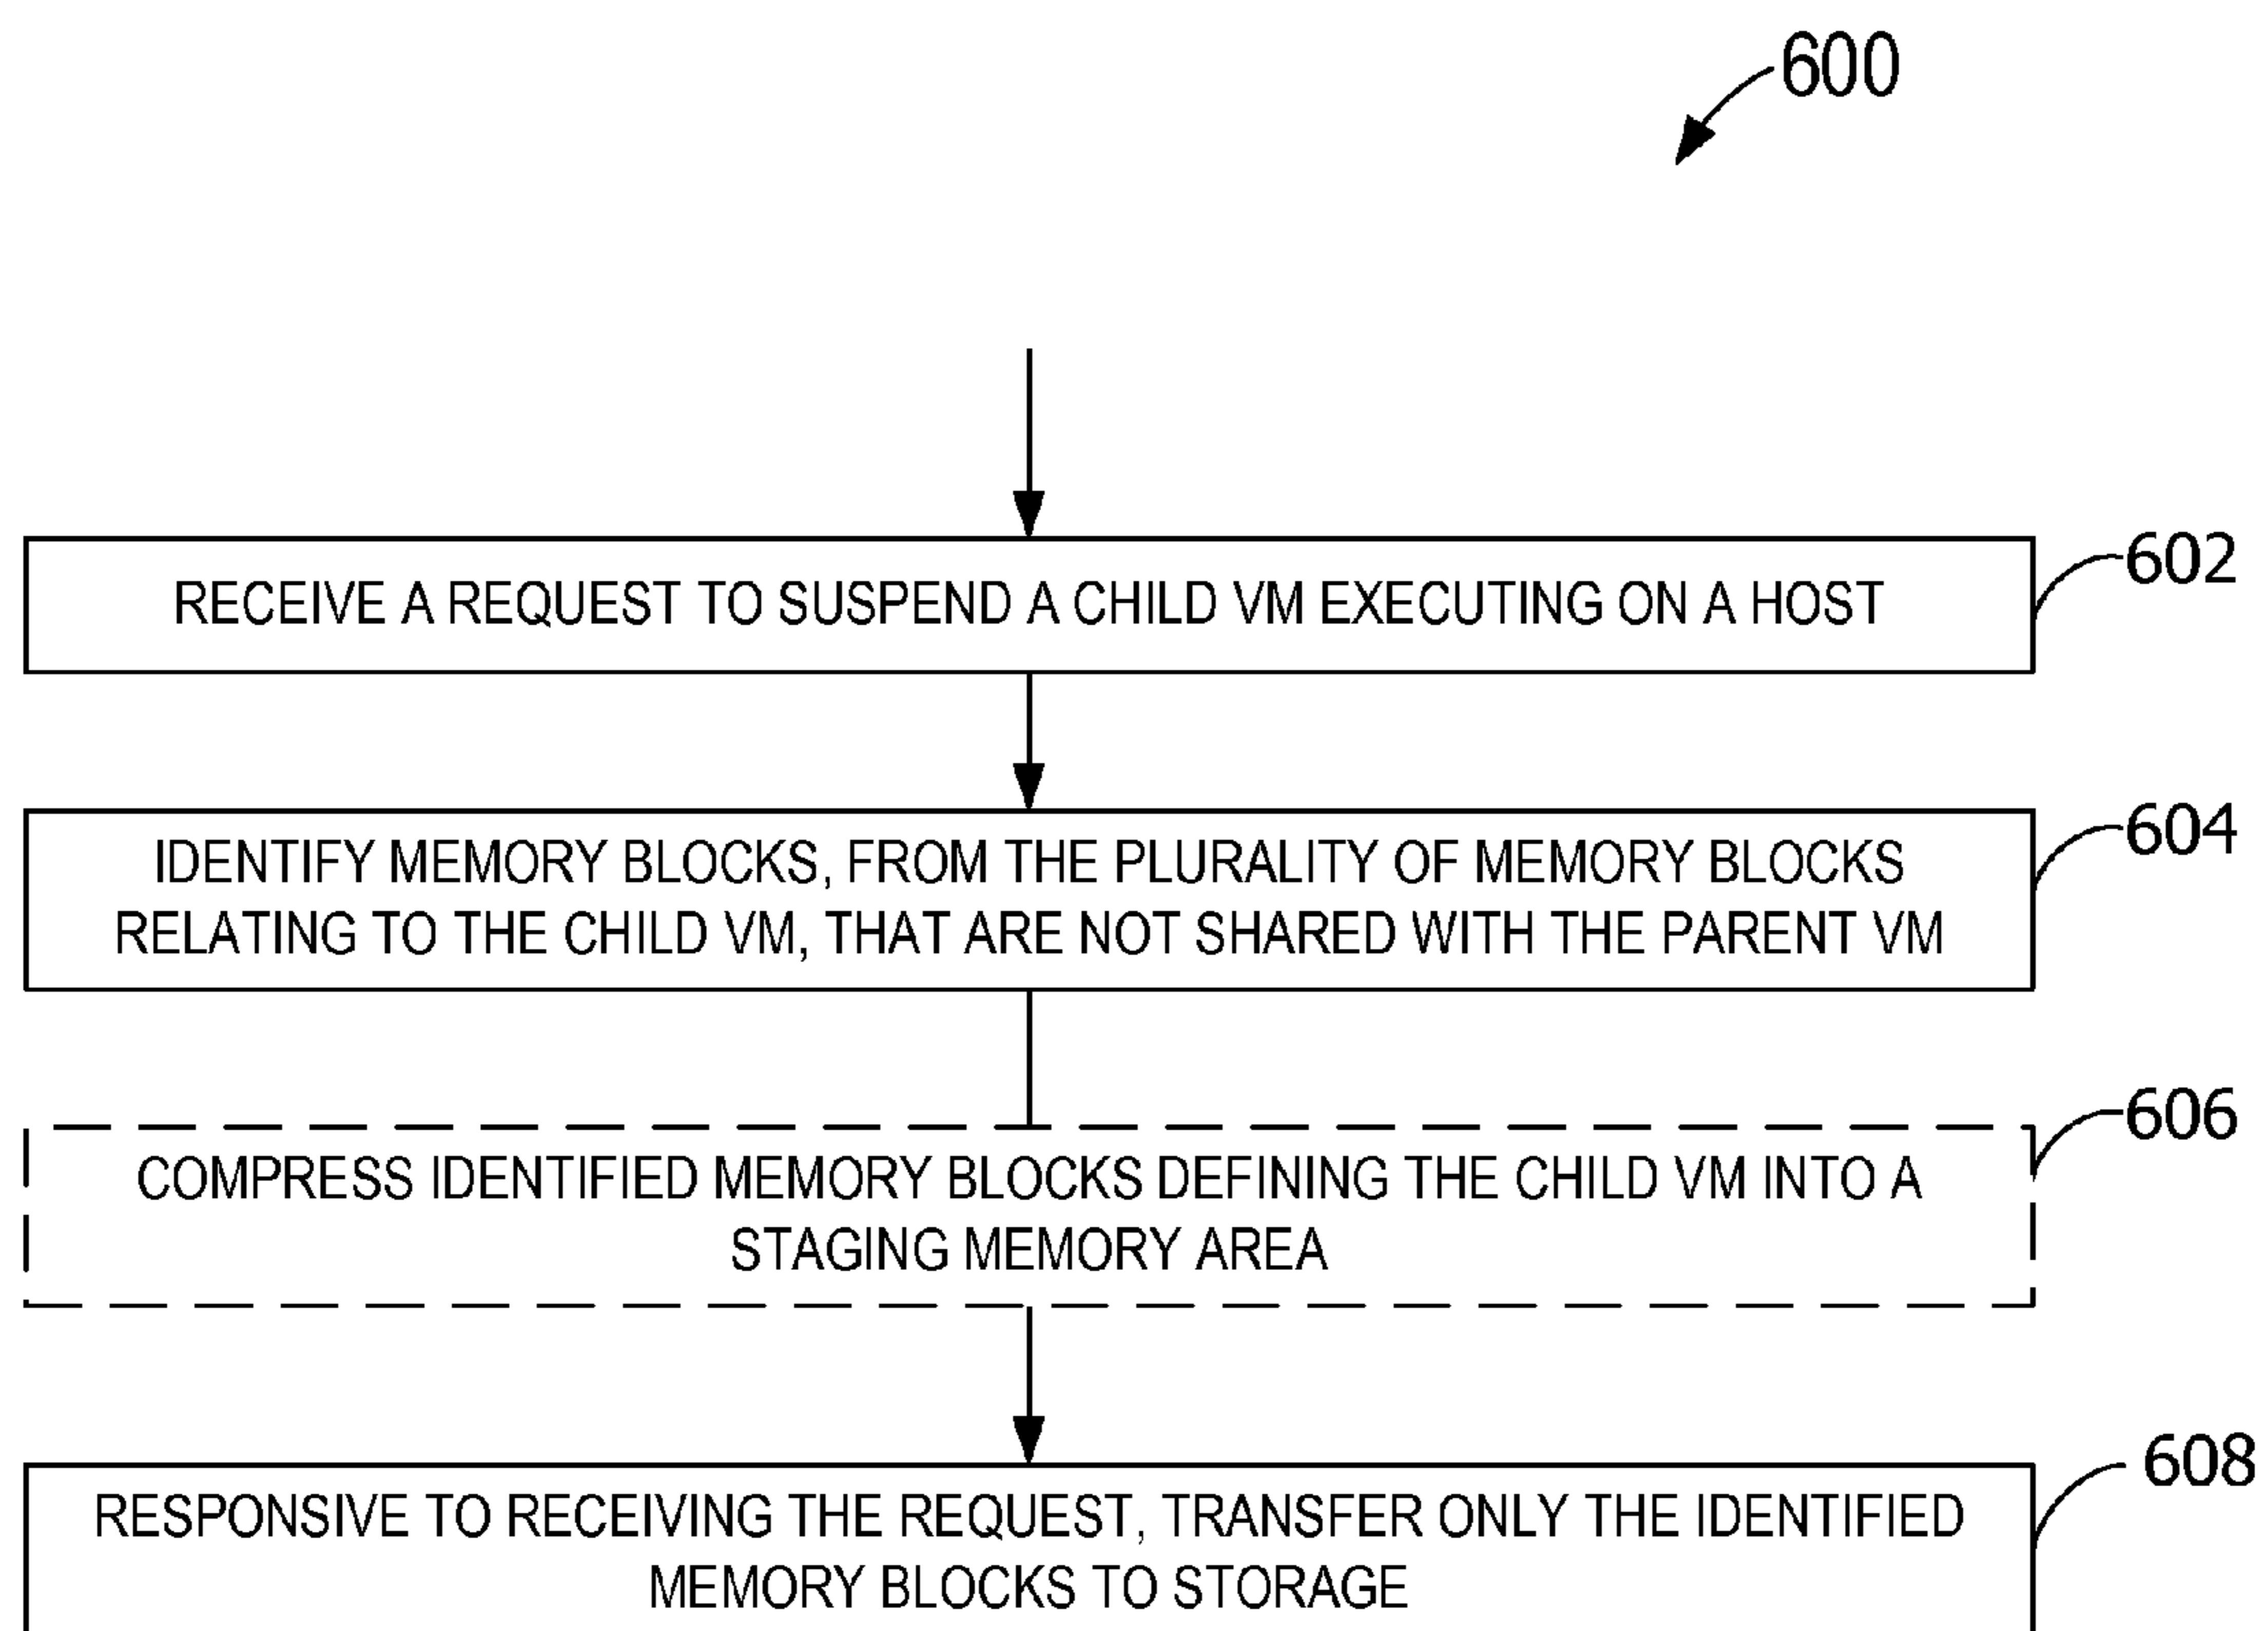 600
RECEIVE A REQUEST TO SUSPEND A CHILD VM EXECUTING ON A HOST
602
IDENTIFY MEMORY BLOCKS, FROM THE PLURALITY OF MEMORY BLOCKS
RELATING TO THE CHILD VM, THAT ARE NOT SHARED WITH THE PARENT VM
604
COMPRESS IDENTIFIED MEMORY BLOCKS DEFINING THE CHILD VM INTO A
STAGING MEMORY AREA
606
RESPONSIVE TO RECEIVING THE REQUEST, TRANSFER ONLY THE IDENTIFIED
MEMORY BLOCKS TO STORAGE
608